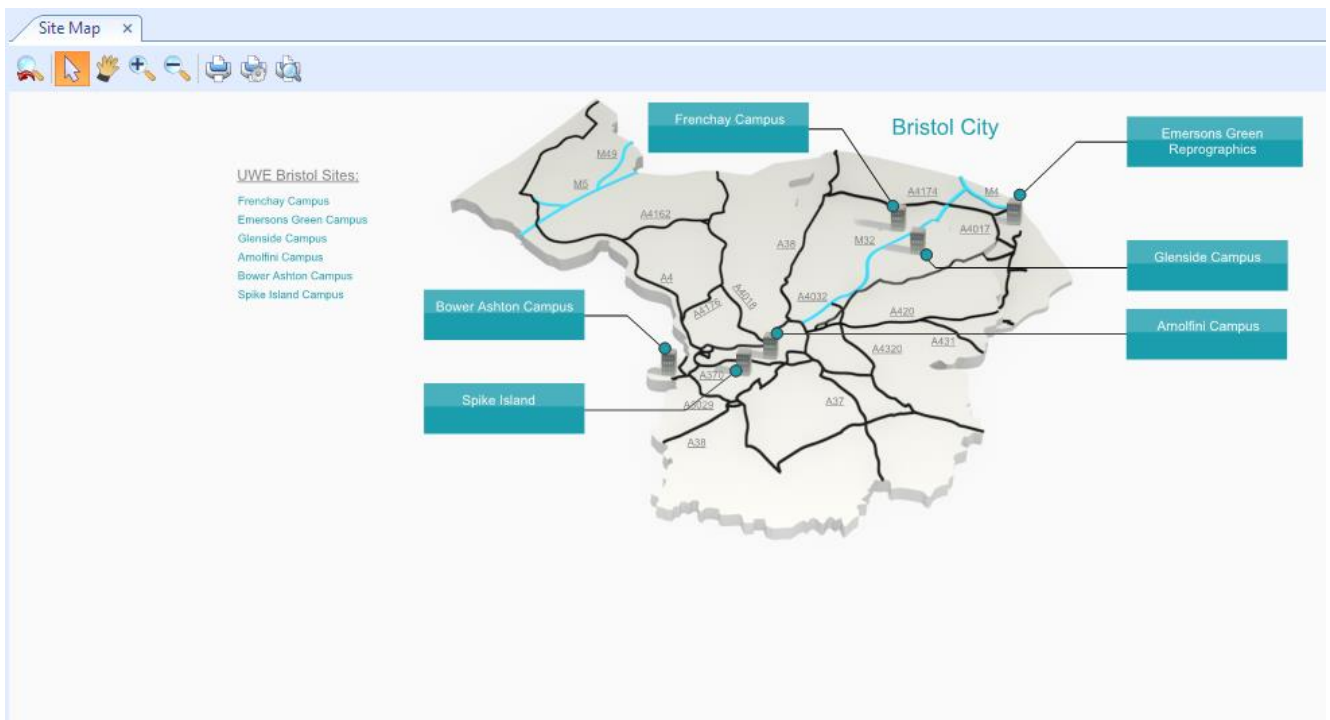 Site Map
Frenchay Campus
Bristol City
Emersons Green
Reprographics
UWE Bristol Sites:
Frenchay Campus
Emersons Green Campus
Glenside Campus
Arnolfini Campus
Bower Ashton Campus
Spike Island Campus
M49
M5
A4162
A4174
M4
A4017
A38
M32
Glenside Campus
A4
A4176
A4018
A4032
A420
Bower Ashton Campus
Arnolfini Campus
A4320
A431
A370
Spike Island
A3029
A37
A38